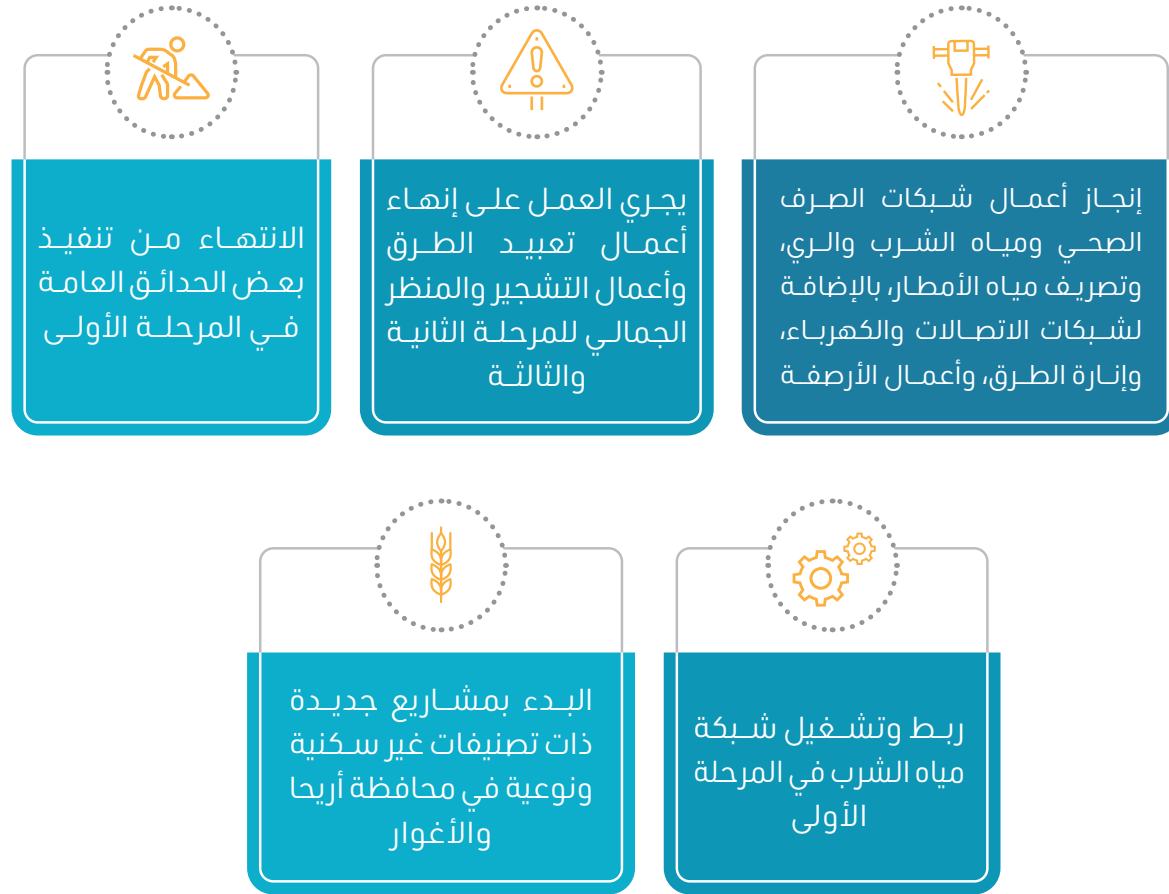 إنجاز أعمال شبكات الصرف
الصحي ومياه الشرب والري،
وتصريف مياه الأمطار، بالإضافة
لشبكات الاتصالات والكهرباء،
وإنارة الطرق، وأعمال الأرصفة
يجري العمل على إنهاء
أعمال تعبيد الطرق
وأعمال التشجير والمنظر
الجمالي للمرحلة الثانية
والثالثة
الانتهاء من تنفيذ
بعض الحدائق العامة
في المرحلة الأولى
ربط وتشغيل شبكة
مياه الشرب في المرحلة
الأولى
البدء بمشاريع جديدة
ذات تصنيفات غير سكنية
ونوعية في محافظة أريحا
والأغوار